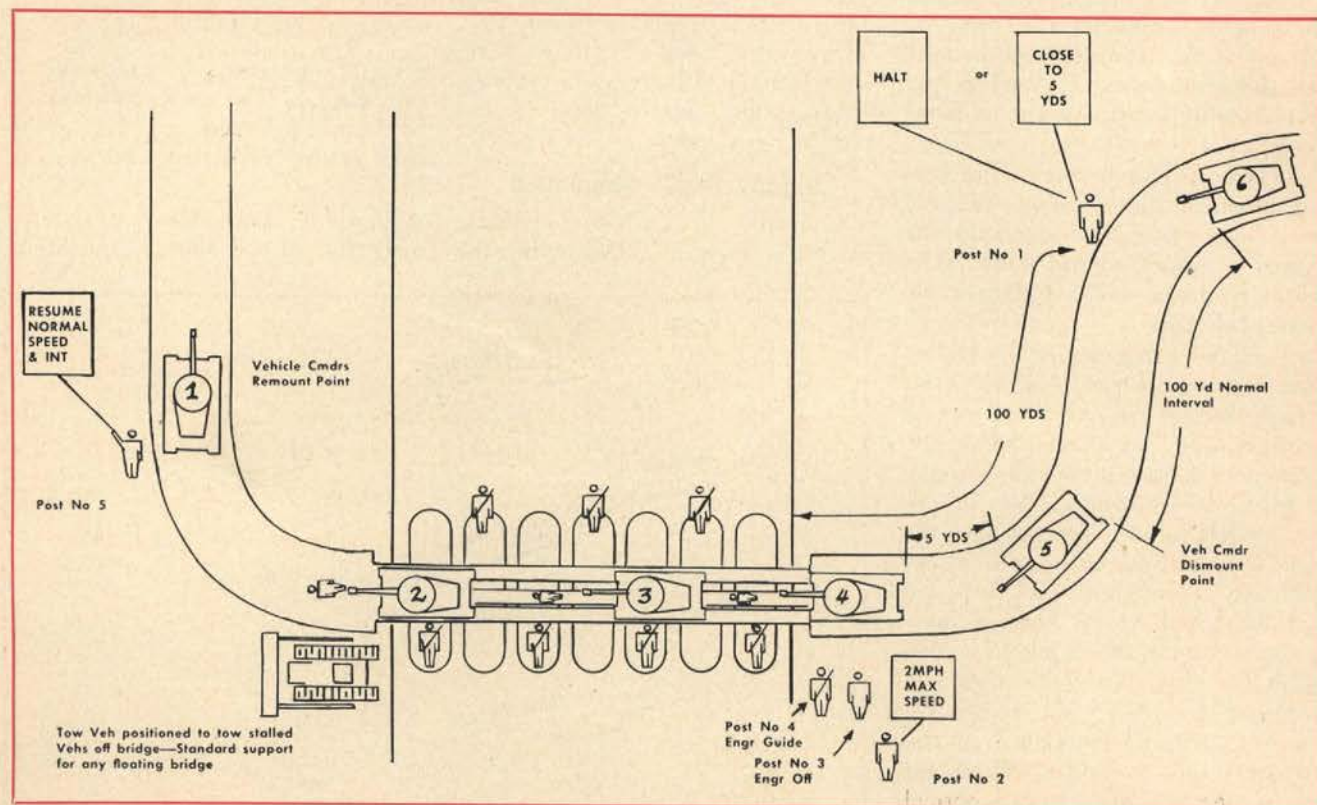 HALT
or
CLOSE
TO
5
YDS
6
Post No 1
RESUME
NORMAL
SPEED
& INT
1
Vehicle Cmdrs
Remount Point
100 Yd Normal
Interval
100 YDS
Post No 5
5 YDS
5
Veh Cmdr
Dismount
Point
2
3
4
2MPH
MAX
SPEED
Tow Veh positioned to tow stalled
Vehs off bridge—Standard support
for any floating bridge
Post No 4
Engr Guide
Post No 3
Engr Off
Post No 2